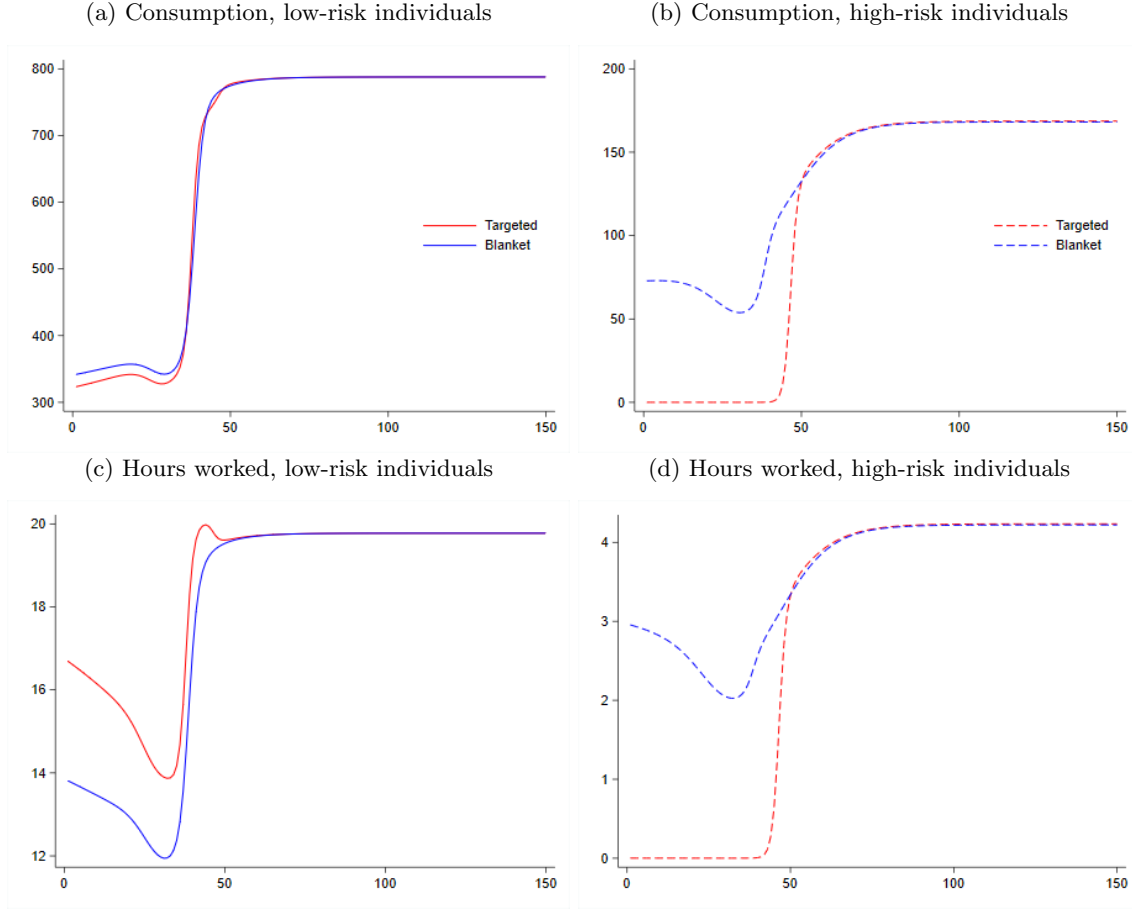 (a) Consumption, low-risk individuals
800
700
600
500
400
300
0 50 100 150
Targeted
Blanket
(b) Consumption, high-risk individuals
200
150
100
50
0
0 50 100 150
Targeted
Blanket
(c) Hours worked, low-risk individuals
20
18
16
14
12
0 50 100 150
(d) Hours worked, high-risk individuals
4
3
2
1
0
0 50 100 150